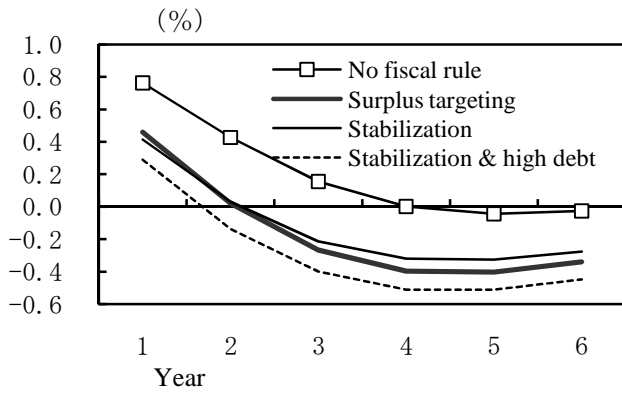 (%)
1.0
0.8
0.6
0.4
0.2
0.0
-0.2
-0.4
-0.6
No fiscal rule
Surplus targeting
Stabilization
Stabilization & high debt
1 2 3 4 5 6
Year